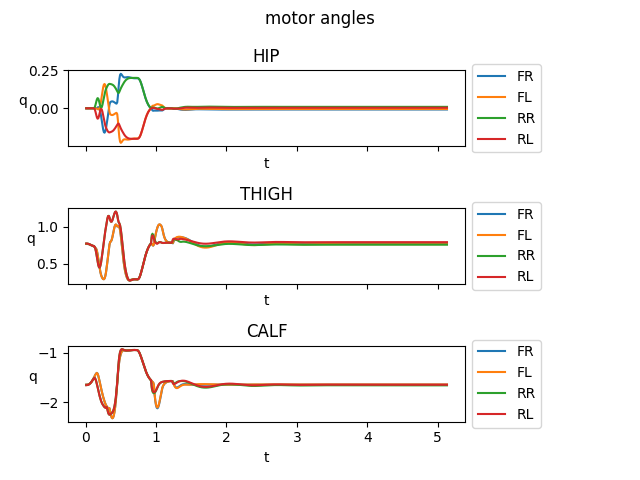 motor angles
HIP
0.25
0.00
q
t
FR
FL
RR
RL
THIGH
1.0
0.5
q
t
FR
FL
RR
RL
CALF
−1
−2
q
0 1 2 3 4 5
t
FR
FL
RR
RL